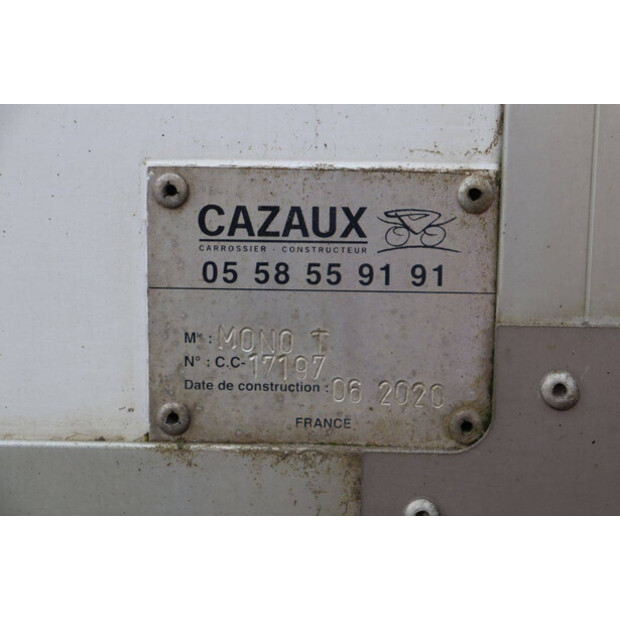 CAZAUX
CARROSSIER - CONSTRUCTEUR
05 58 55 91 91
Mle : MONO T
N° : C.C-17197
Date de construction : 06 2020
FRANCE